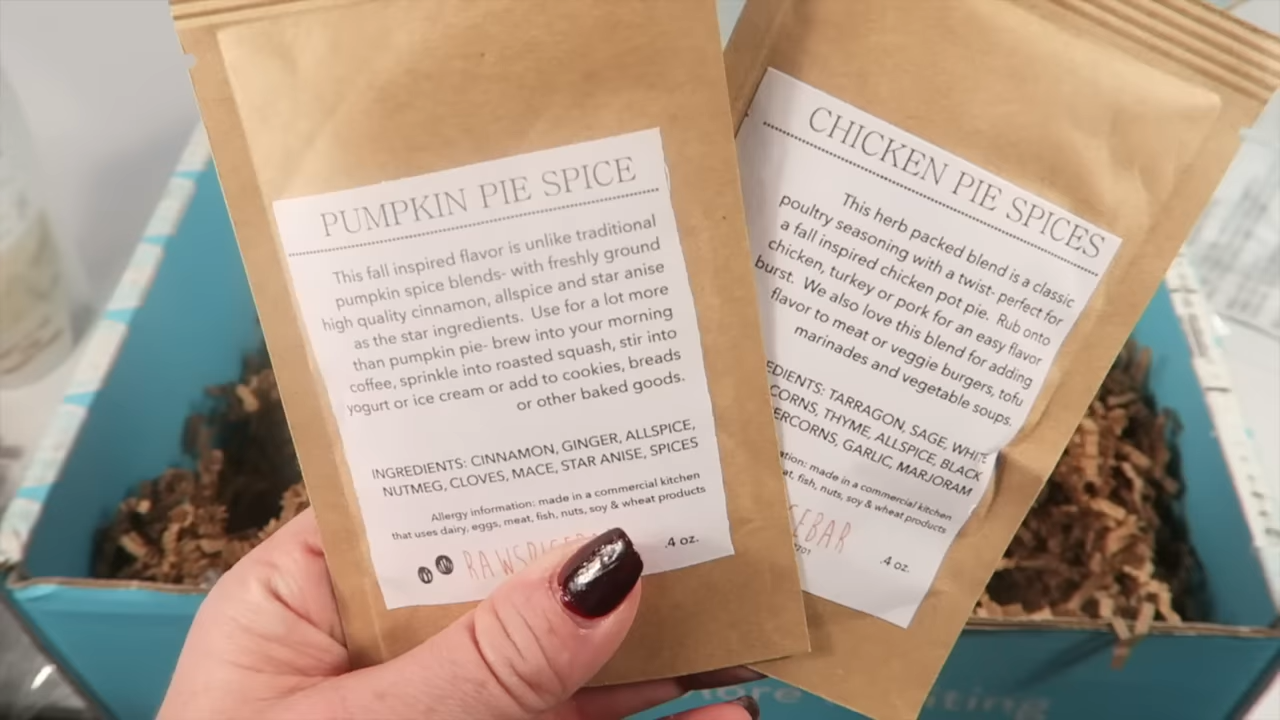 PUMPKIN PIE SPICE
This fall inspired flavor is unlike traditional
pumpkin spice blends- with freshly ground
high quality cinnamon, allspice and star anise
as the star ingredients. Use for a lot more
than pumpkin pie- brew into your morning
coffee, sprinkle into roasted squash, stir into
yogurt or ice cream or add to cookies, breads
or other baked goods.
INGREDIENTS: CINNAMON, GINGER, ALLSPICE,
NUTMEG, CLOVES, MACE, STAR ANISE, SPICES
Allergy information: made in a commercial kitchen
that uses dairy, eggs, meat, fish, nuts, soy & wheat products
.4 oz.
CHICKEN PIE SPICES
This herb packed blend is a classic
poultry seasoning with a twist- perfect for
a fall inspired chicken pot pie. Rub onto
chicken, turkey or pork for an easy flavor
burst. We also love this blend for adding
flavor to meat or veggie burgers, tofu
marinades and vegetable soups.
EDIENTS: TARRAGON, SAGE, WHITE
CORNS, THYME, ALLSPICE, BLACK
ERCORNS, GARLIC, MARJORAM
ation: made in a commercial kitchen
at, fish, nuts, soy & wheat products
.4 oz.